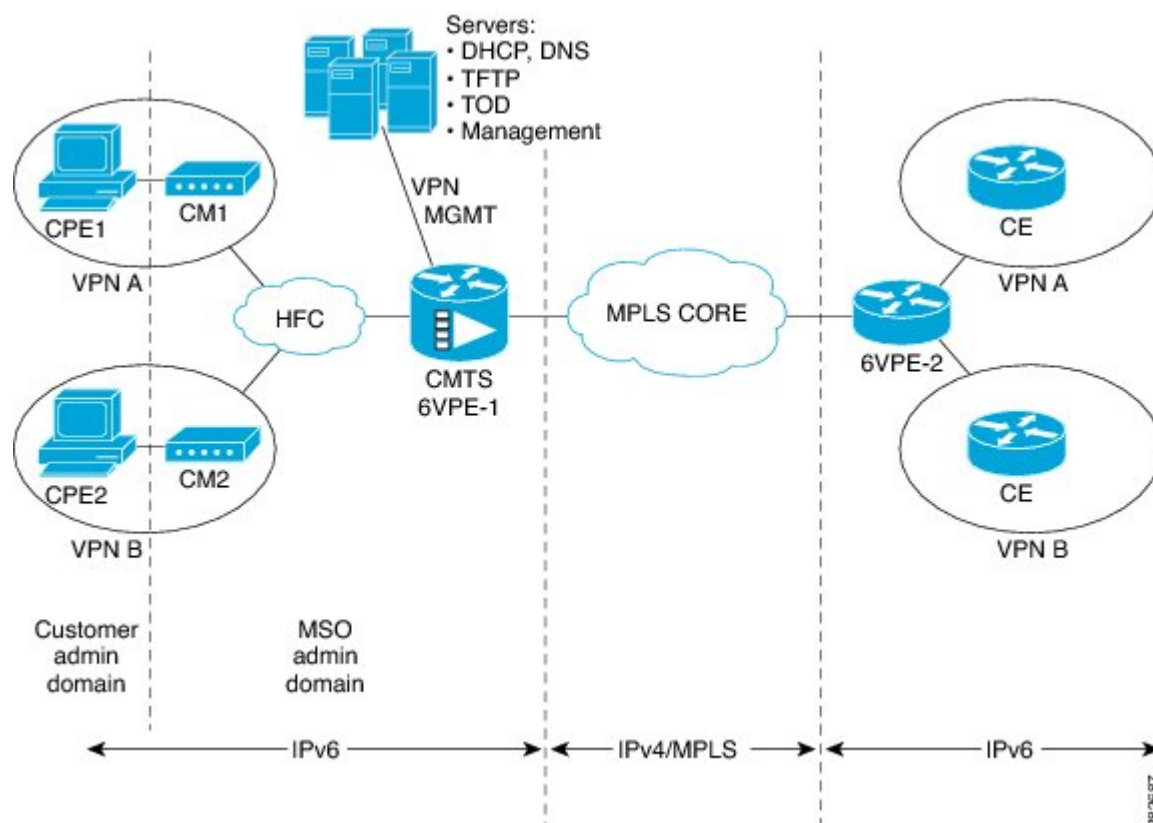 Servers:
• DHCP, DNS
• TFTP
• TOD
• Management
CPE1
CM1
VPN A
VPN
MGMT
HFC
CMTS
6VPE-1
MPLS CORE
6VPE-2
CE
VPN A
CPE2
CM2
VPN B
CE
VPN B
Customer
admin
domain
MSO
admin
domain
IPv6
IPv4/MPLS
IPv6